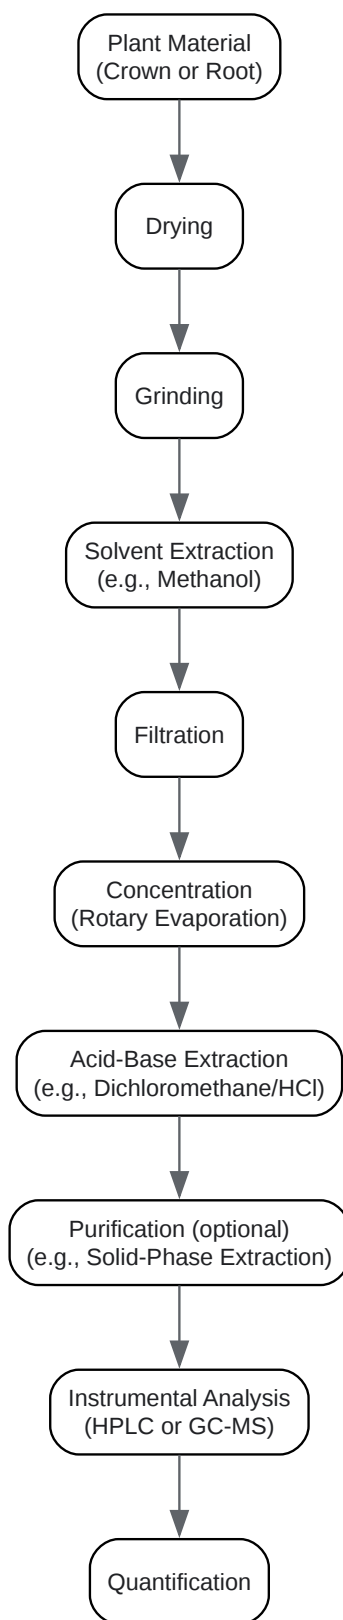 Plant Material
(Crown or Root)
Drying
Grinding
Solvent Extraction
(e.g., Methanol)
Filtration
Concentration
(Rotary Evaporation)
Acid-Base Extraction
(e.g., Dichloromethane/HCl)
Purification (optional)
(e.g., Solid-Phase Extraction)
Instrumental Analysis
(HPLC or GC-MS)
Quantification